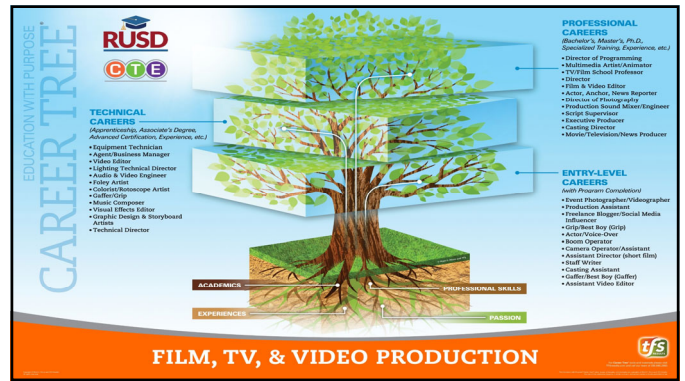 EDUCATION WITH PURPOSE
CAREER TREE
RUSD
CTE
TECHNICAL
CAREERS
(Apprenticeship, Associate's Degree,
Advanced Certification, Experience, etc.)
• Equipment Technician
• Agent/Business Manager
• Video Editor
• Lighting Technical Director
• Audio & Video Engineer
• Foley Artist
• Colorist/Rotoscope Artist
• Gaffer/Grip
• Music Composer
• Visual Effects Editor
• Graphic Design & Storyboard
Artists
• Technical Director
PROFESSIONAL
CAREERS
(Bachelor's, Master's, Ph.D.,
Specialized Training, Experience, etc.)
• Director of Programming
• Multimedia Artist/Animator
• TV/Film School Professor
• Director
• Film & Video Editor
• Actor, Anchor, News Reporter
• Director of Photography
• Production Sound Mixer/Engineer
• Script Supervisor
• Executive Producer
• Casting Director
• Movie/Television/News Producer
ENTRY-LEVEL
CAREERS
(with Program Completion)
• Event Photographer/Videographer
• Production Assistant
• Freelance Blogger/Social Media
Influencer
• Grip/Best Boy (Grip)
• Actor/Voice-Over
• Boom Operator
• Camera Operator/Assistant
• Assistant Director (short film)
• Staff Writer
• Casting Assistant
• Gaffer/Best Boy (Gaffer)
• Assistant Video Editor
ACADEMICS
PROFESSIONAL SKILLS
EXPERIENCES
PASSION
FILM, TV, & VIDEO PRODUCTION
tfs